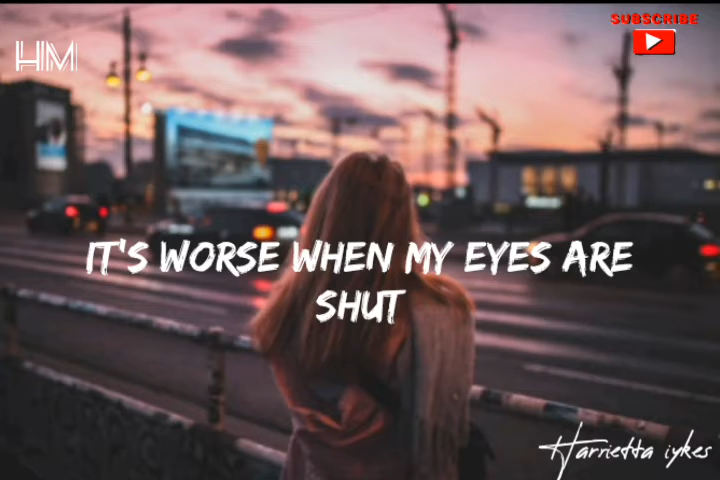 HM
SUBSCRIBE
IT'S WORSE WHEN MY EYES ARE
SHUT
Harrietta iykes